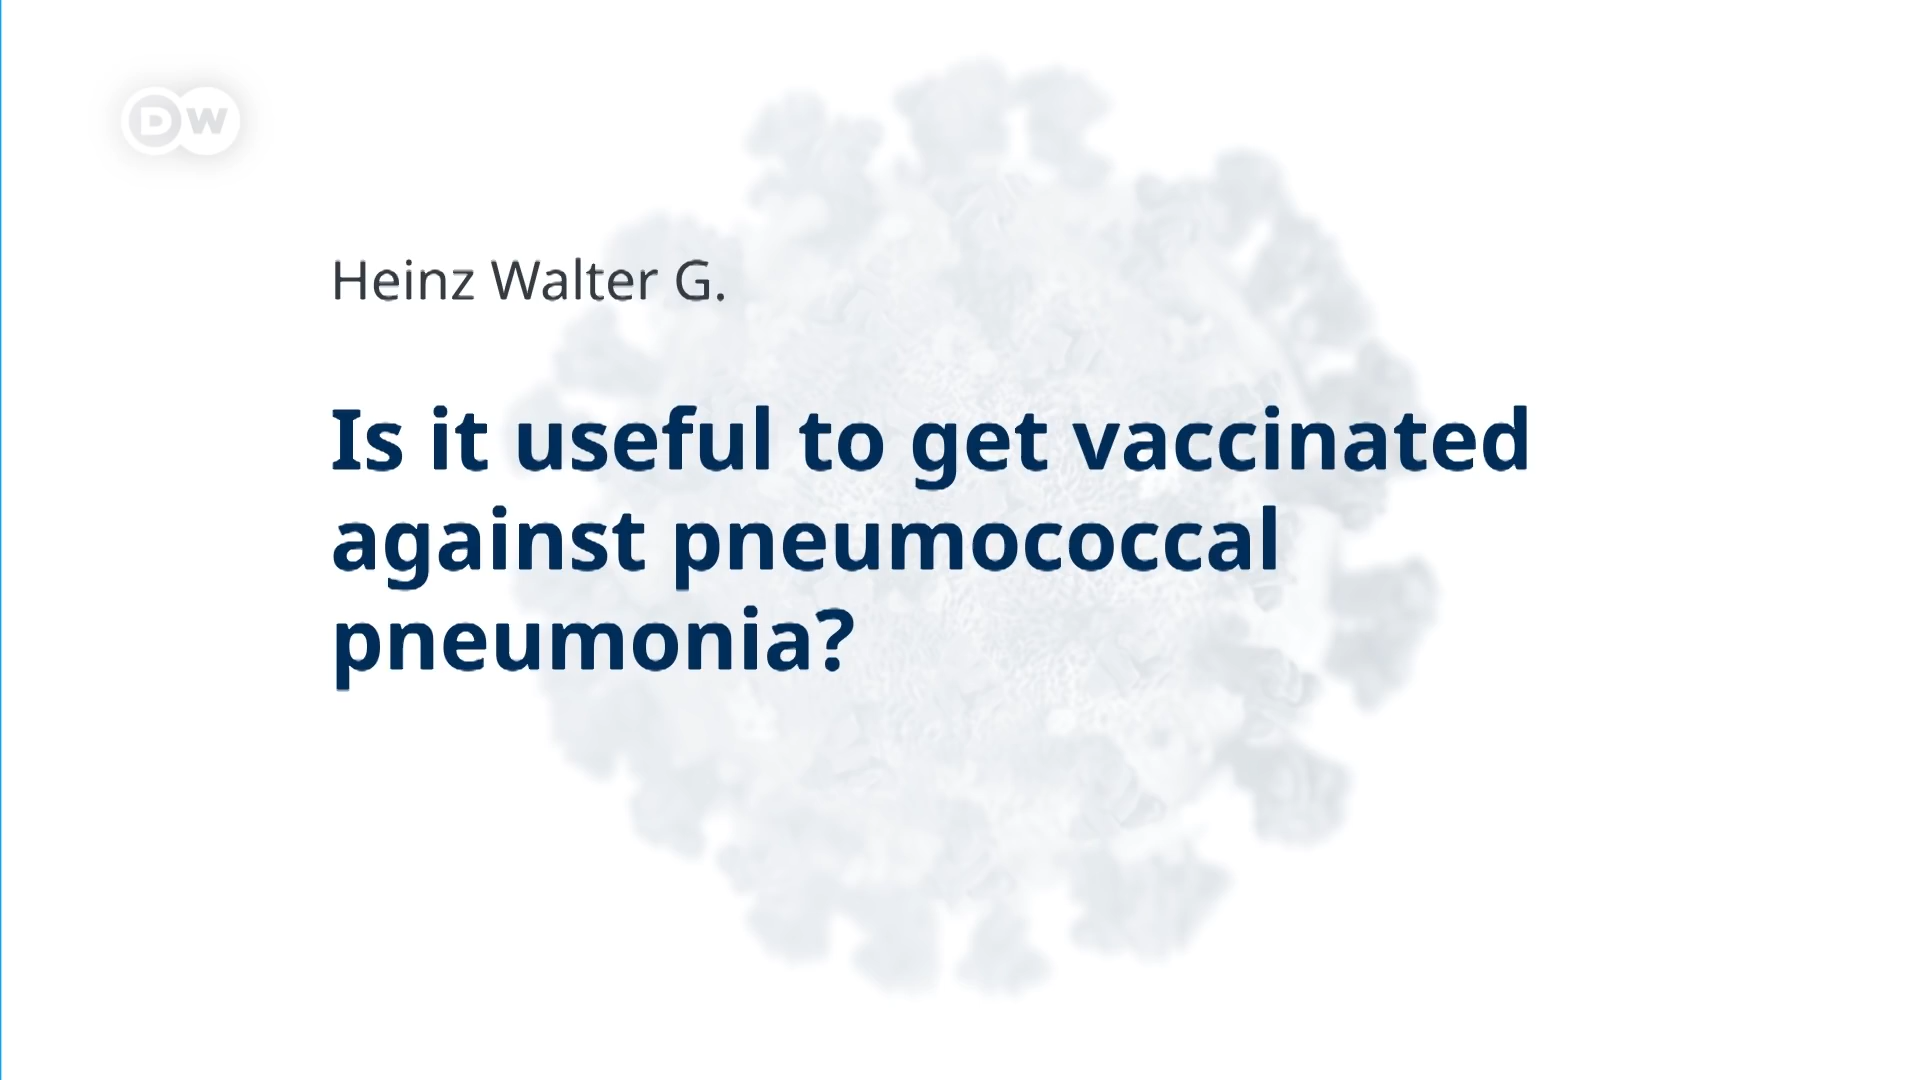 DW
Heinz Walter G.
Is it useful to get vaccinated
against pneumococcal
pneumonia?